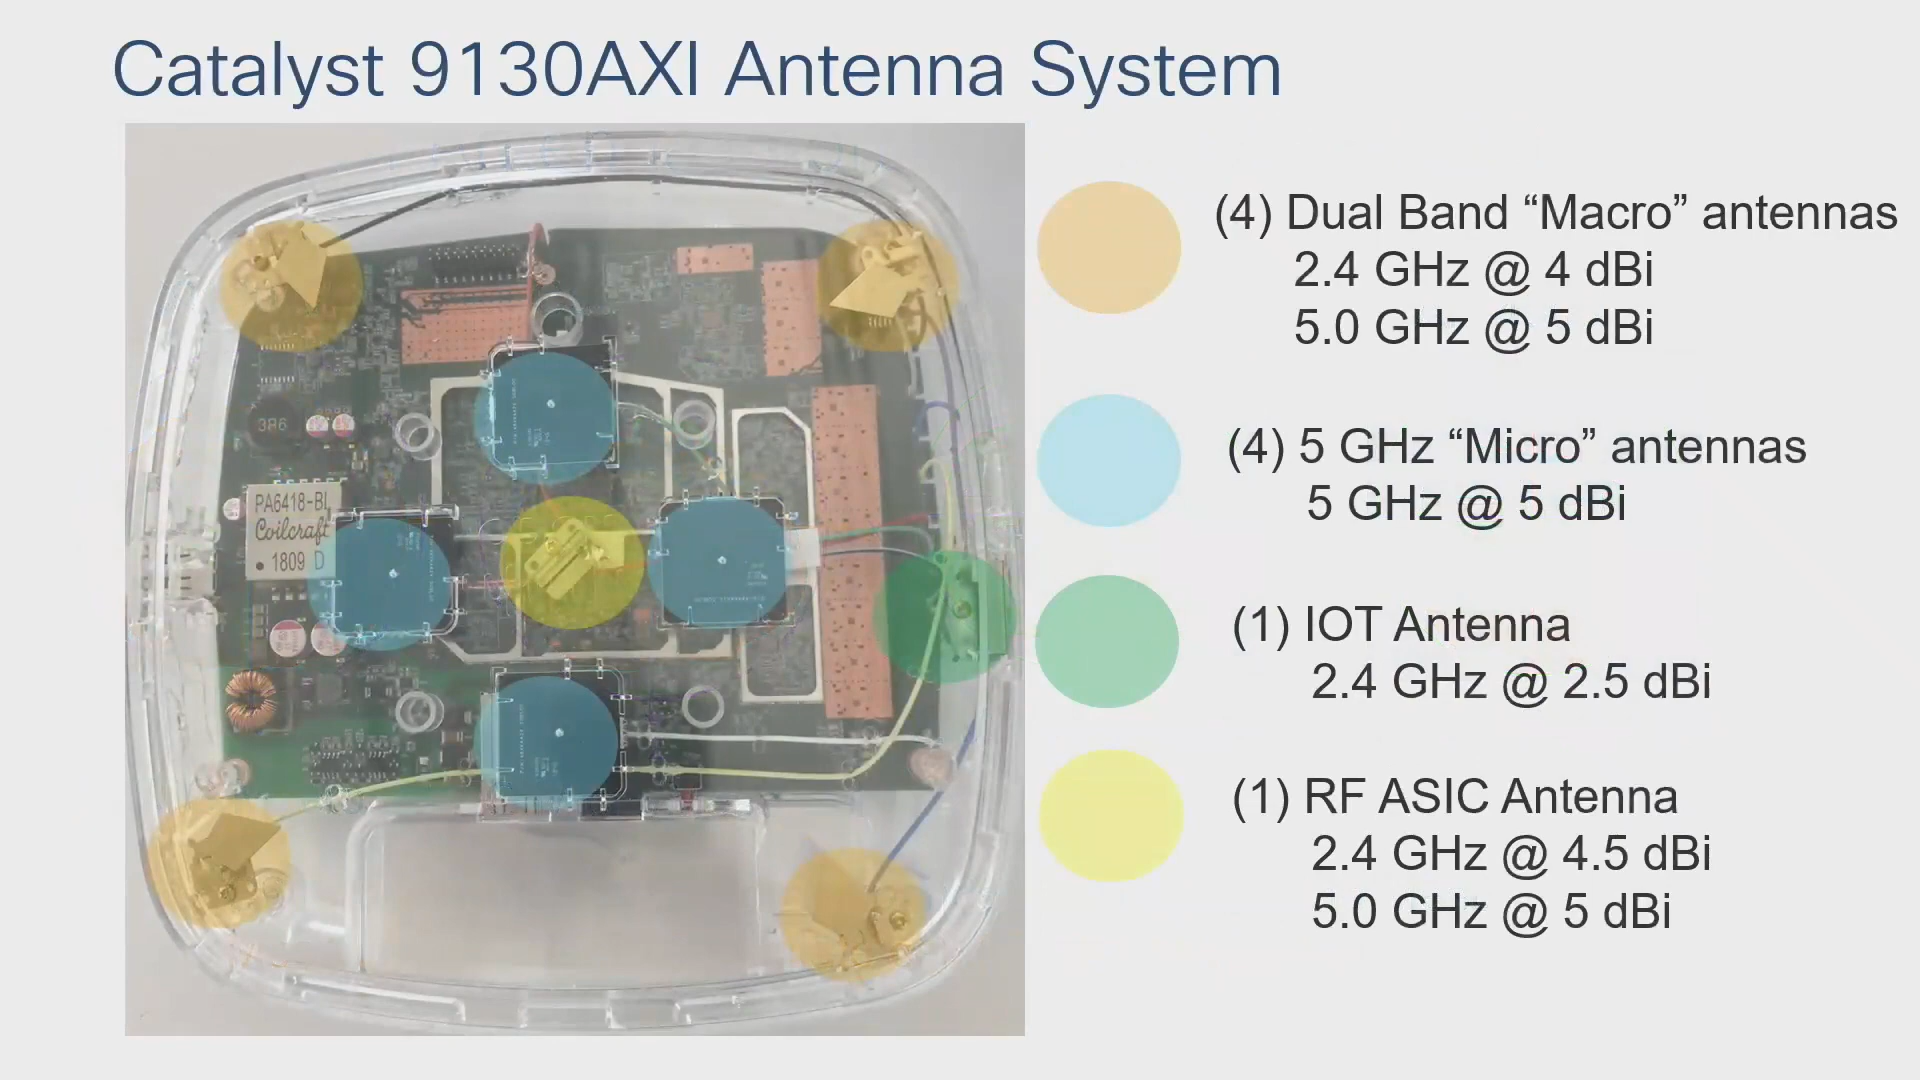 Catalyst 9130AXI Antenna System
(4) Dual Band “Macro” antennas
2.4 GHz @ 4 dBi
5.0 GHz @ 5 dBi
(4) 5 GHz “Micro” antennas
5 GHz @ 5 dBi
(1) IOT Antenna
2.4 GHz @ 2.5 dBi
(1) RF ASIC Antenna
2.4 GHz @ 4.5 dBi
5.0 GHz @ 5 dBi
3R6
PA6418-BL
Coilcraft
1809 D